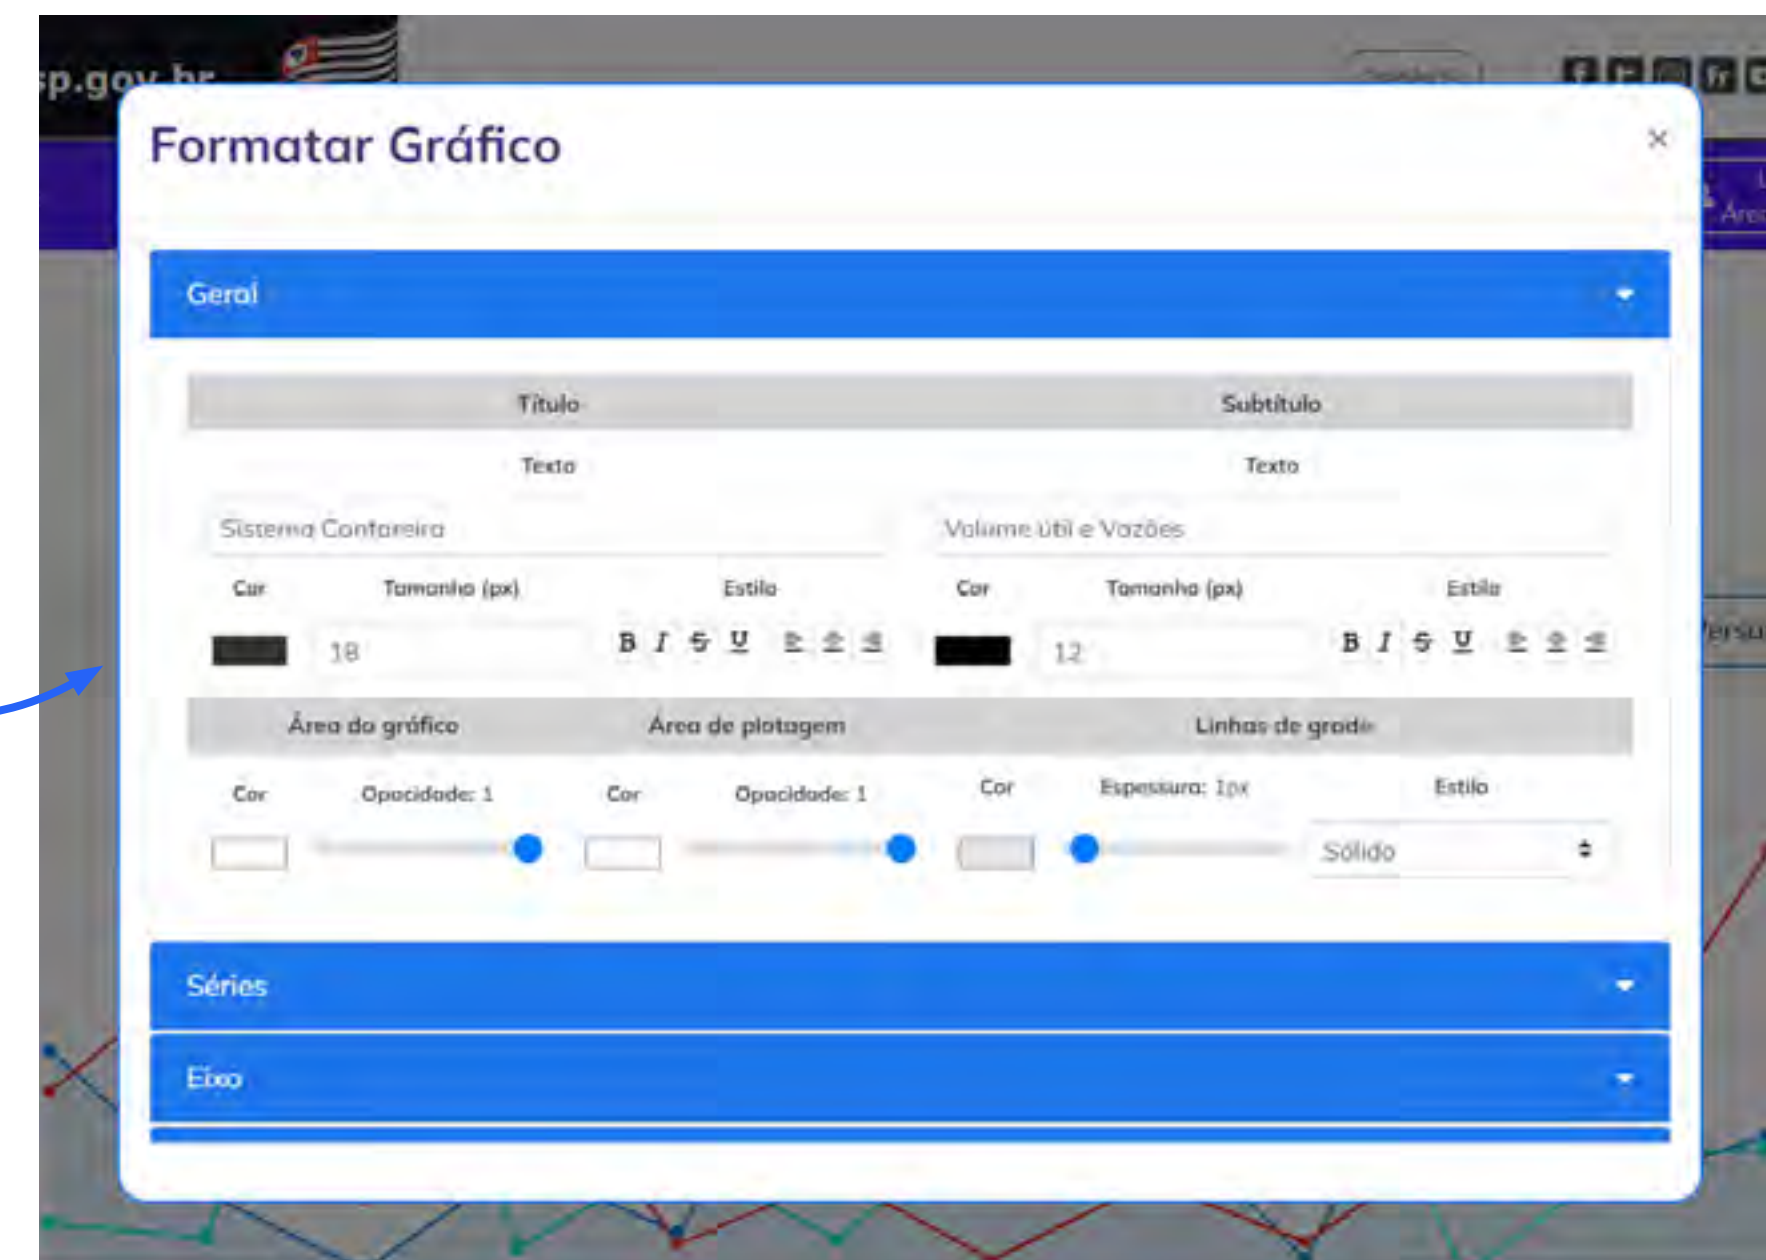 sp.gov.br
Formatar Gráfico ×
Geral
Título Subtítulo
Texto Texto
Sistema Cantareira Volume útil e Vazões
Cor Tamanho (px) Estilo Cor Tamanho (px) Estilo
18 B I S U 12 B I S U
Área do gráfico Área de plotagem Linhas de grade
Cor Opacidade: 1 Cor Opacidade: 1 Cor Espessura: 1px Estilo
Sólido
Séries
Eixo